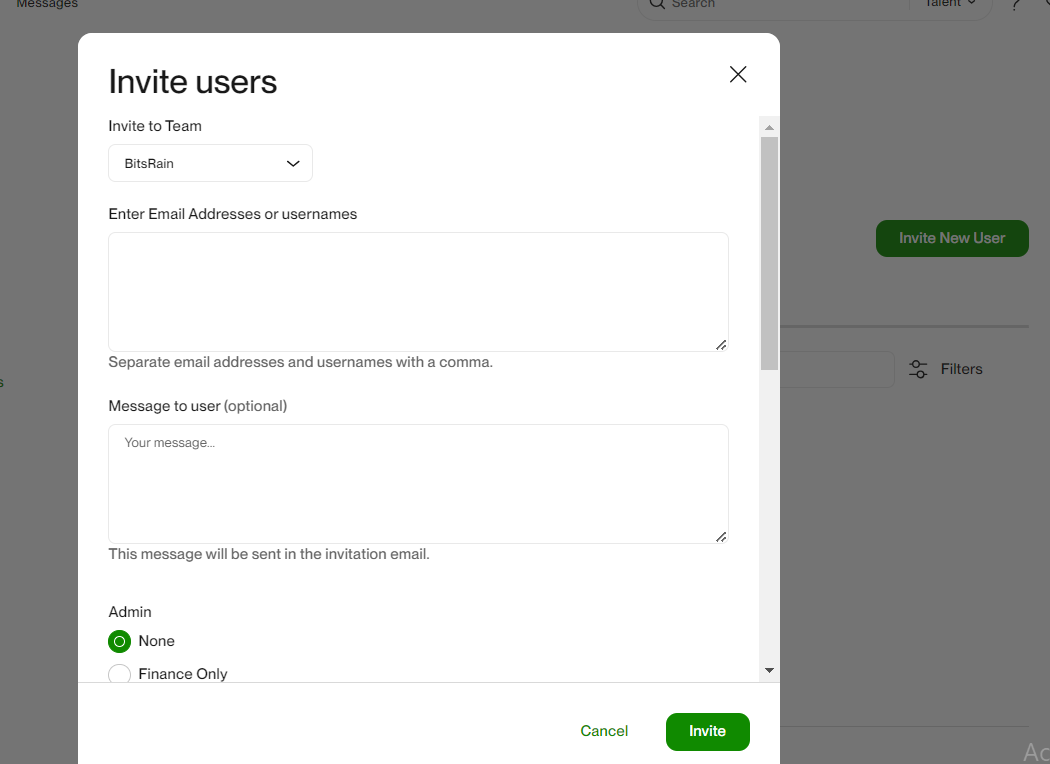 Messages
Search
Talent
?
Invite users
Invite to Team
BitsRain
Enter Email Addresses or usernames
Invite New User
Separate email addresses and usernames with a comma.
Filters
Message to user (optional)
Your message...
This message will be sent in the invitation email.
Admin
None
Finance Only
Cancel
Invite